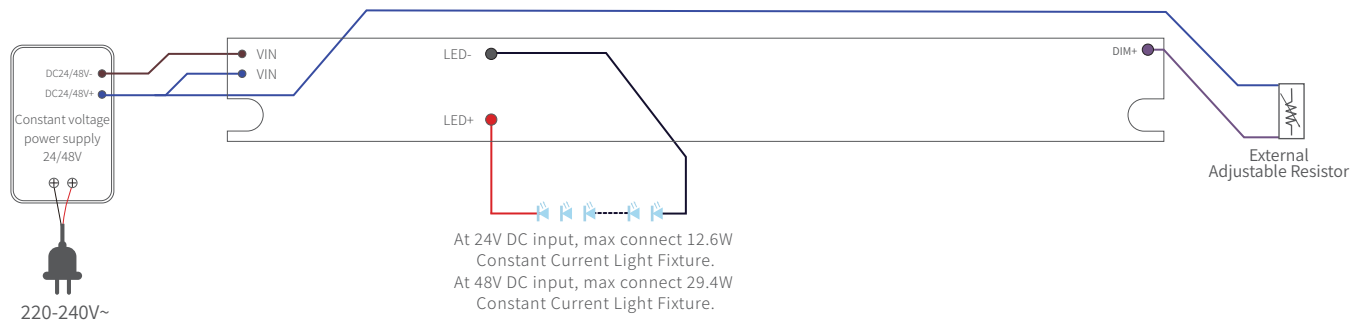 VIN
LED-
DIM+
DC24/48V-
VIN
DC24/48V+
Constant voltage
power supply
24/48V
LED+
External
Adjustable Resistor
At 24V DC input, max connect 12.6W
Constant Current Light Fixture.
At 48V DC input, max connect 29.4W
Constant Current Light Fixture.
220-240V~